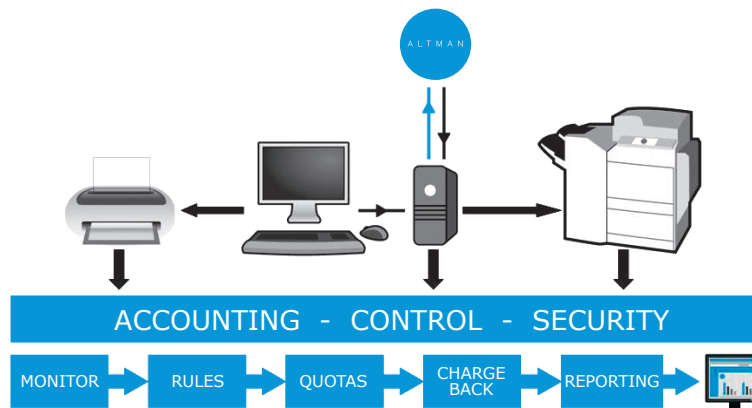 ALTMAN
ACCOUNTING - CONTROL - SECURITY
MONITOR
RULES
QUOTAS
CHARGE
BACK
REPORTING